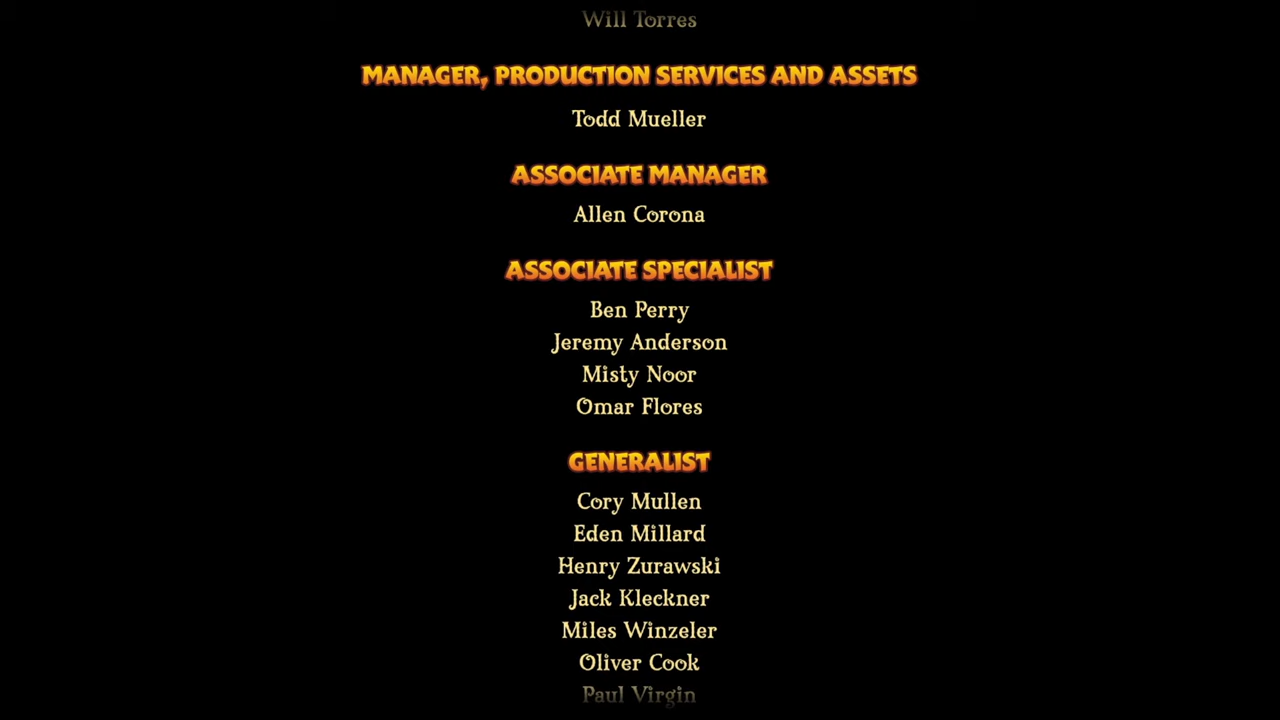 Will Torres
MANAGER, PRODUCTION SERVICES AND ASSETS
Todd Mueller
ASSOCIATE MANAGER
Allen Corona
ASSOCIATE SPECIALIST
Ben Perry
Jeremy Anderson
Misty Noor
Omar Flores
GENERALIST
Cory Mullen
Eden Millard
Henry Zurawski
Jack Kleckner
Miles Winzeler
Oliver Cook
Paul Virgin